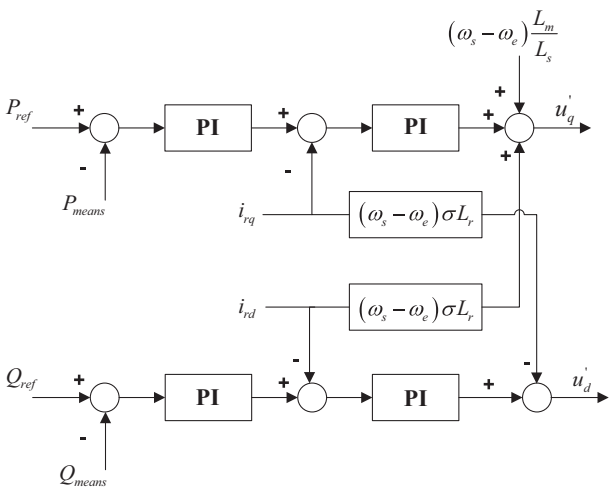 (ω_s − ω_e) L_m / L_s
P_ref + - PI + - PI + + + u'_q
P_means
i_rq (ω_s − ω_e)σL_r
i_rd (ω_s − ω_e)σL_r
Q_ref + - PI + - PI + - u'_d
Q_means